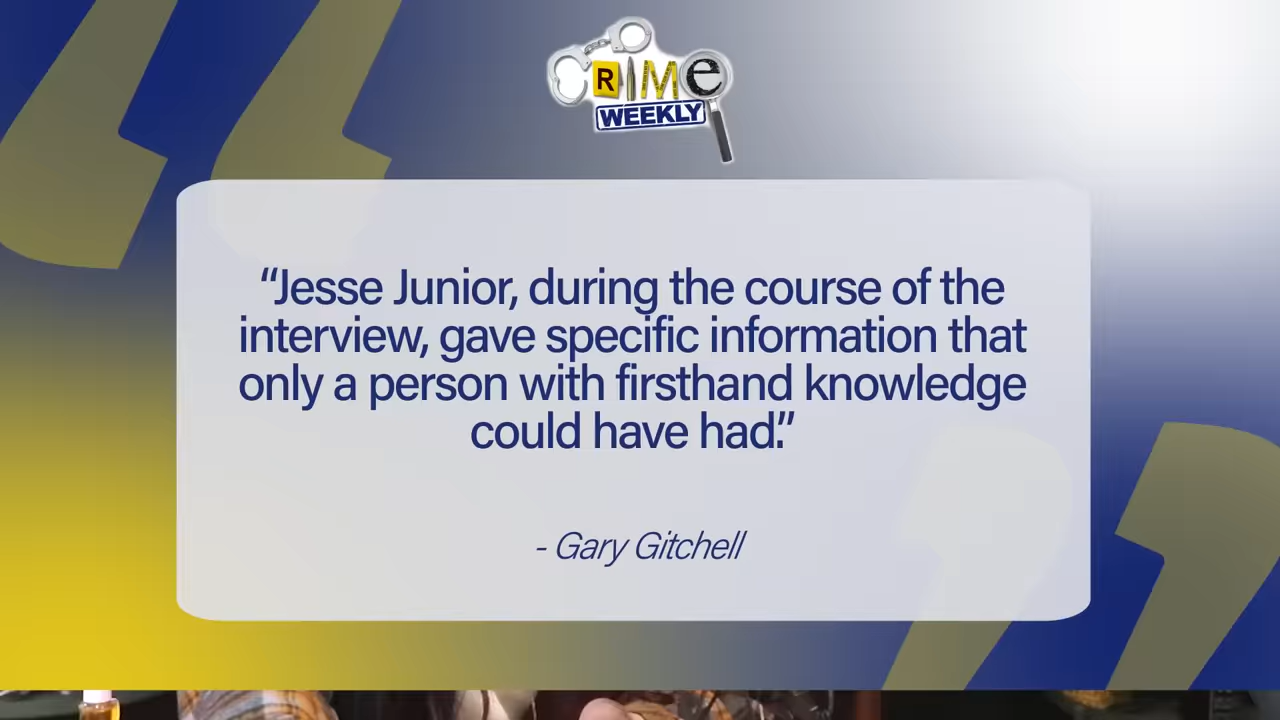 CRIMe
WEEKLY
“Jesse Junior, during the course of the
interview, gave specific information that
only a person with firsthand knowledge
could have had.”
- Gary Gitchell